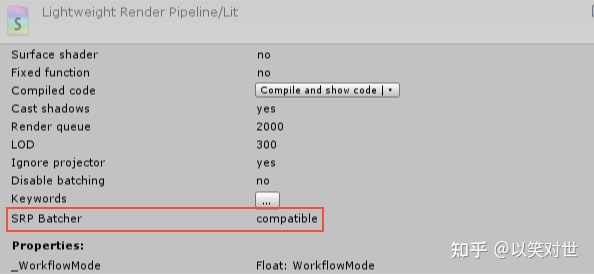 Lightweight Render Pipeline/Lit
S
Surface shader no
Fixed function no
Compiled code Compile and show code
Cast shadows yes
Render queue 2000
LOD 300
Ignore projector yes
Disable batching no
Keywords ...
SRP Batcher compatible
Properties:
_WorkflowMode Float: WorkflowMode
知乎 @以笑对世